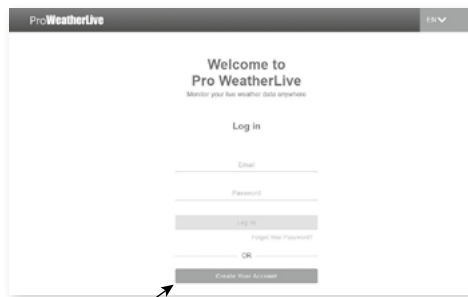 ProWeatherLive
EN
Welcome to
Pro WeatherLive
Monitor your live weather data anywhere
Log in
Email
Password
Log in
Forgot Your Password?
OR
Create Your Account